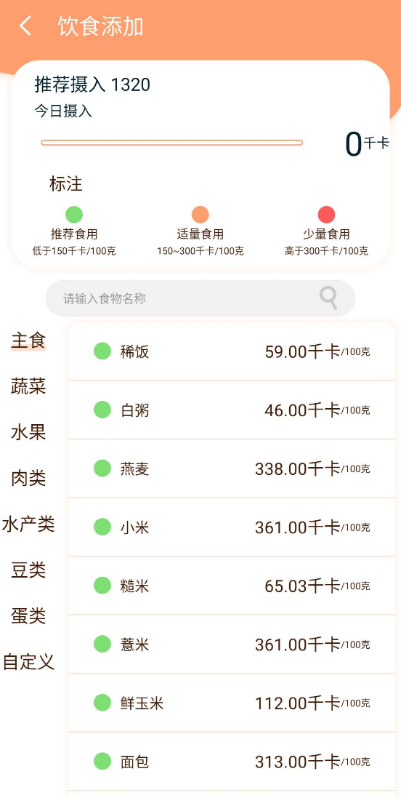 饮食添加
推荐摄入 1320
今日摄入
0千卡
标注
推荐食用
适量食用
少量食用
低于150千卡/100克
150~300千卡/100克
高于300千卡/100克
请输入食物名称
主食
蔬菜
水果
肉类
水产类
豆类
蛋类
自定义
稀饭 59.00千卡/100克
白粥 46.00千卡/100克
燕麦 338.00千卡/100克
小米 361.00千卡/100克
糙米 65.03千卡/100克
薏米 361.00千卡/100克
鲜玉米 112.00千卡/100克
面包 313.00千卡/100克